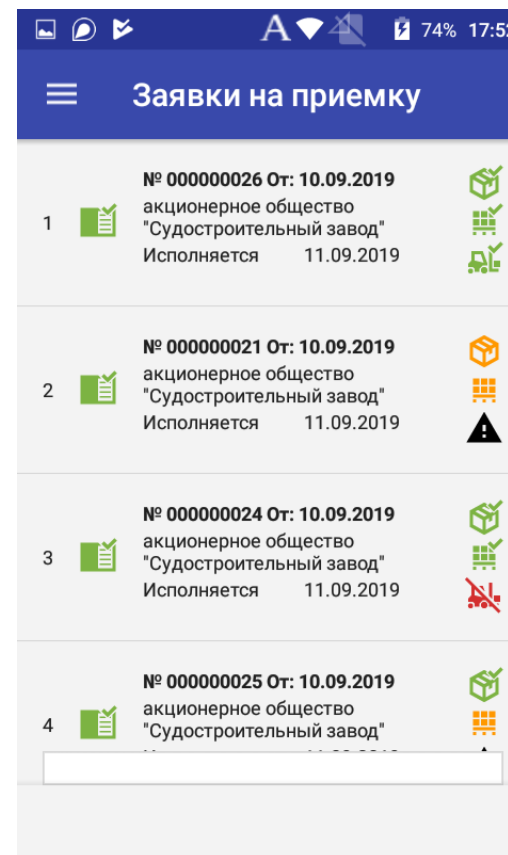 A 74% 17:52
Заявки на приемку
№ 000000026 От: 10.09.2019
1
акционерное общество
"Судостроительный завод"
Исполняется 11.09.2019
№ 000000021 От: 10.09.2019
2
акционерное общество
"Судостроительный завод"
Исполняется 11.09.2019
№ 000000024 От: 10.09.2019
3
акционерное общество
"Судостроительный завод"
Исполняется 11.09.2019
№ 000000025 От: 10.09.2019
4
акционерное общество
"Судостроительный завод"